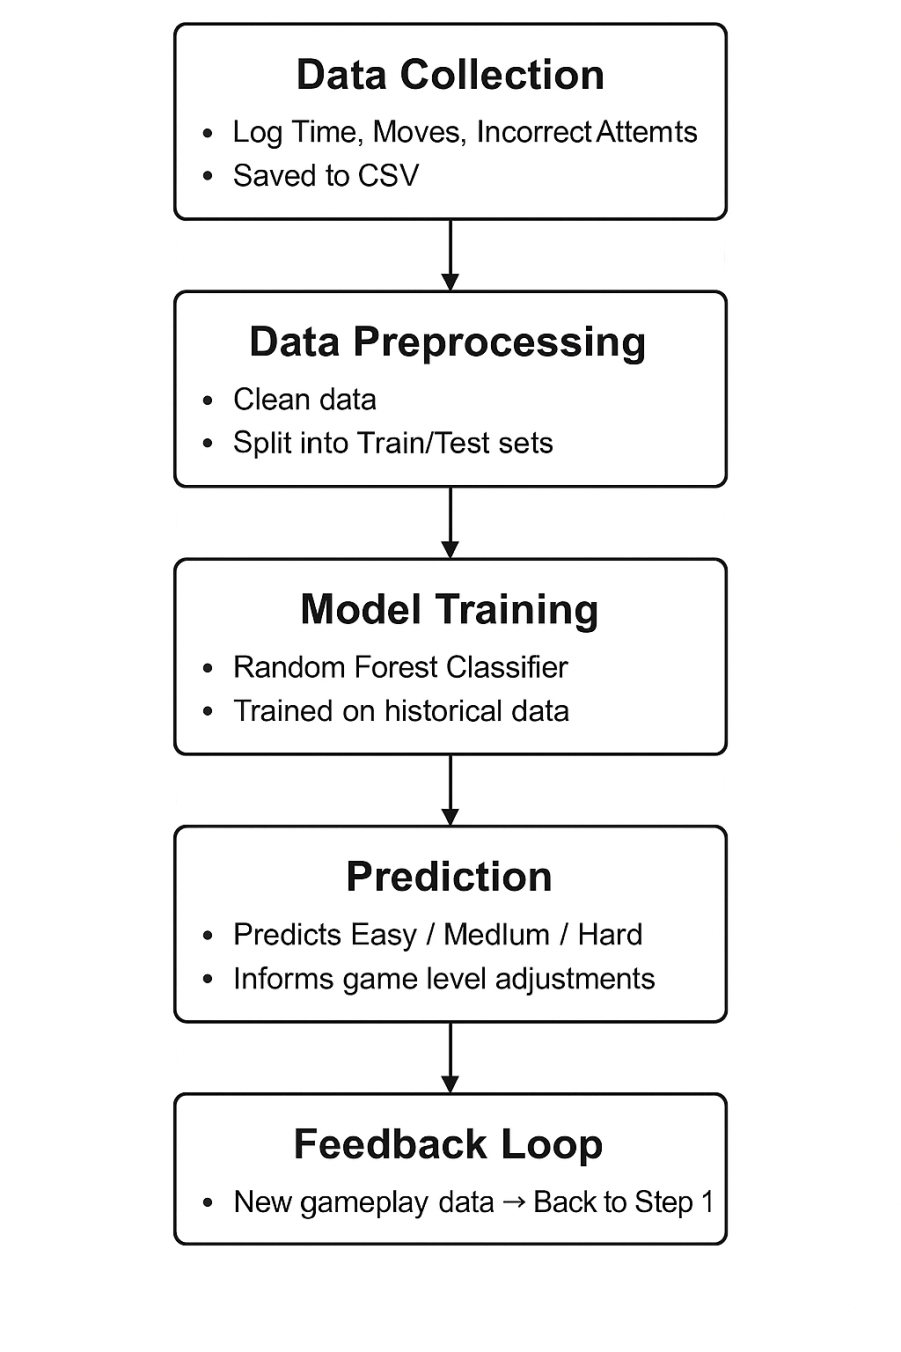 Data Collection
• Log Time, Moves, Incorrect Attemts
• Saved to CSV
Data Preprocessing
• Clean data
• Split into Train/Test sets
Model Training
• Random Forest Classifier
• Trained on historical data
Prediction
• Predicts Easy / Medlum / Hard
• Informs game level adjustments
Feedback Loop
• New gameplay data → Back to Step 1